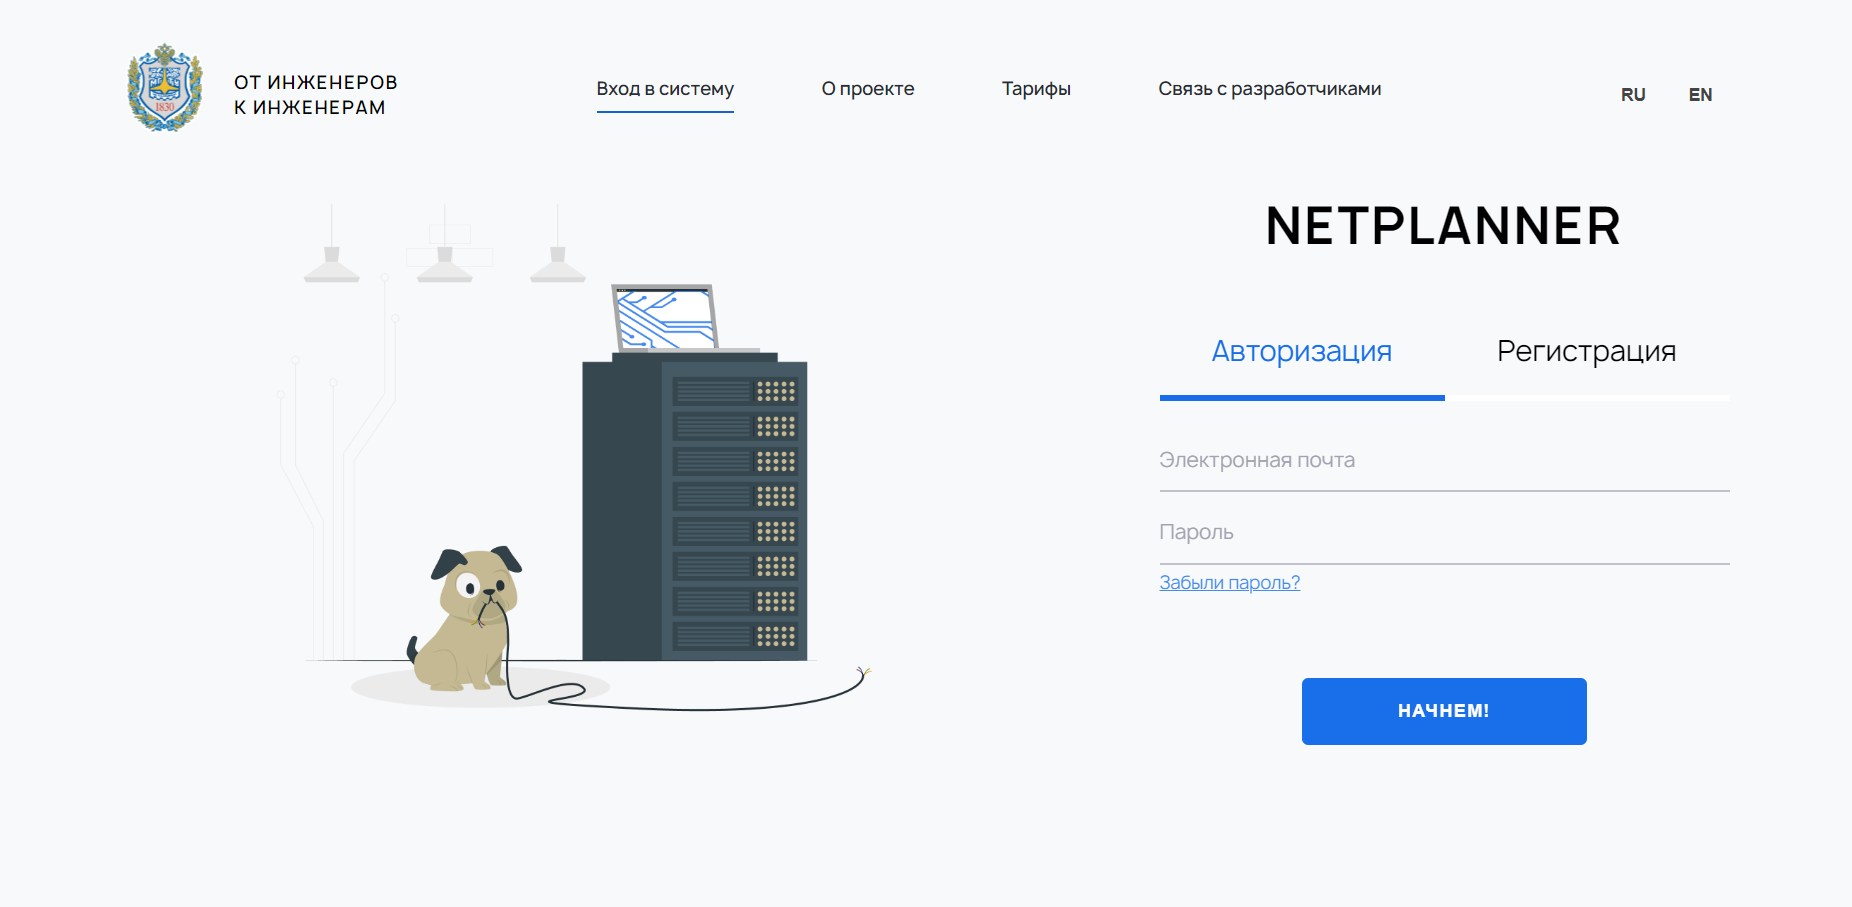 1830
ОТ ИНЖЕНЕРОВ
К ИНЖЕНЕРАМ
Вход в систему
О проекте
Тарифы
Связь с разработчиками
RU
EN
NETPLANNER
Авторизация
Регистрация
Электронная почта
Пароль
Забыли пароль?
НАЧНЕМ!